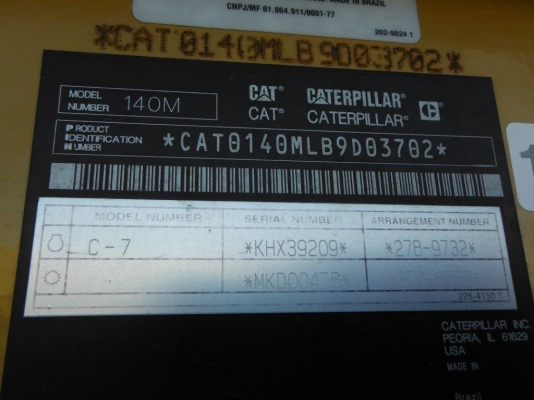 MADE IN BRAZIL
CNPJ/MF 61.064.911/0001-77
202-9824 1
*CAT0140MLB9D03702*
MODEL NUMBER 140M
CAT CATERPILLAR
CAT® CATERPILLAR® C
PRODUCT IDENTIFICATION NUMBER *CAT0140MLB9D03702*
MODEL NUMBER SERIAL NUMBER ARRANGEMENT NUMBER
C-7 *KHX39209* *278-9732*
CATERPILLAR INC.
PEORIA, IL 61629
USA
MADE IN
Brazil